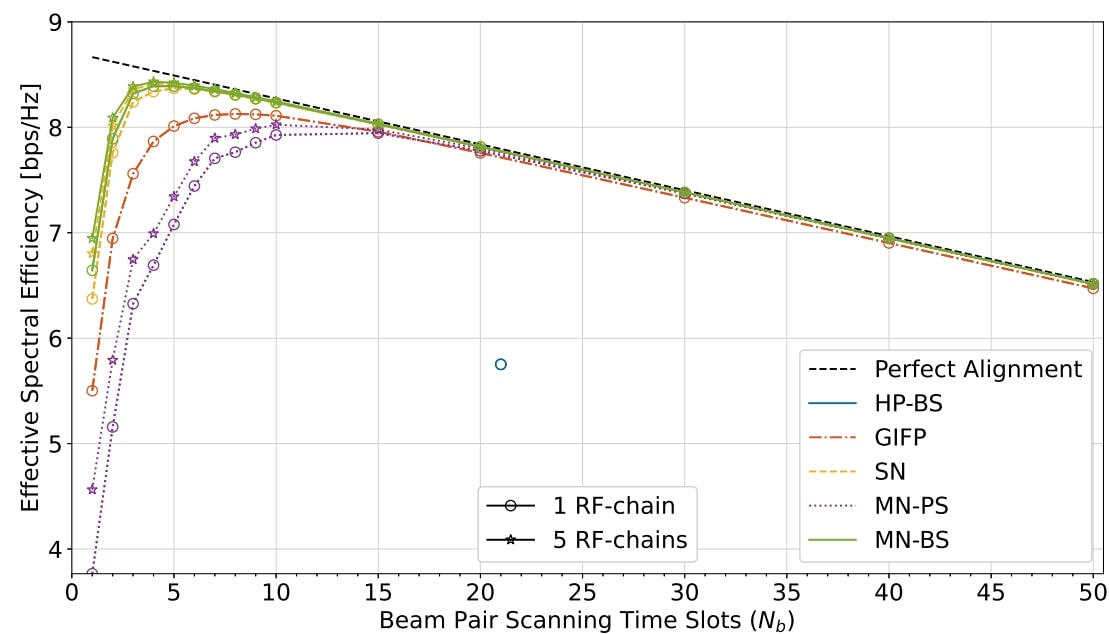 9
8
7
6
5
4
Effective Spectral Efficiency [bps/Hz]
Perfect Alignment
HP-BS
GIFP
SN
MN-PS
MN-BS
1 RF-chain
5 RF-chains
0 5 10 15 20 25 30 35 40 45 50
Beam Pair Scanning Time Slots (N_b)